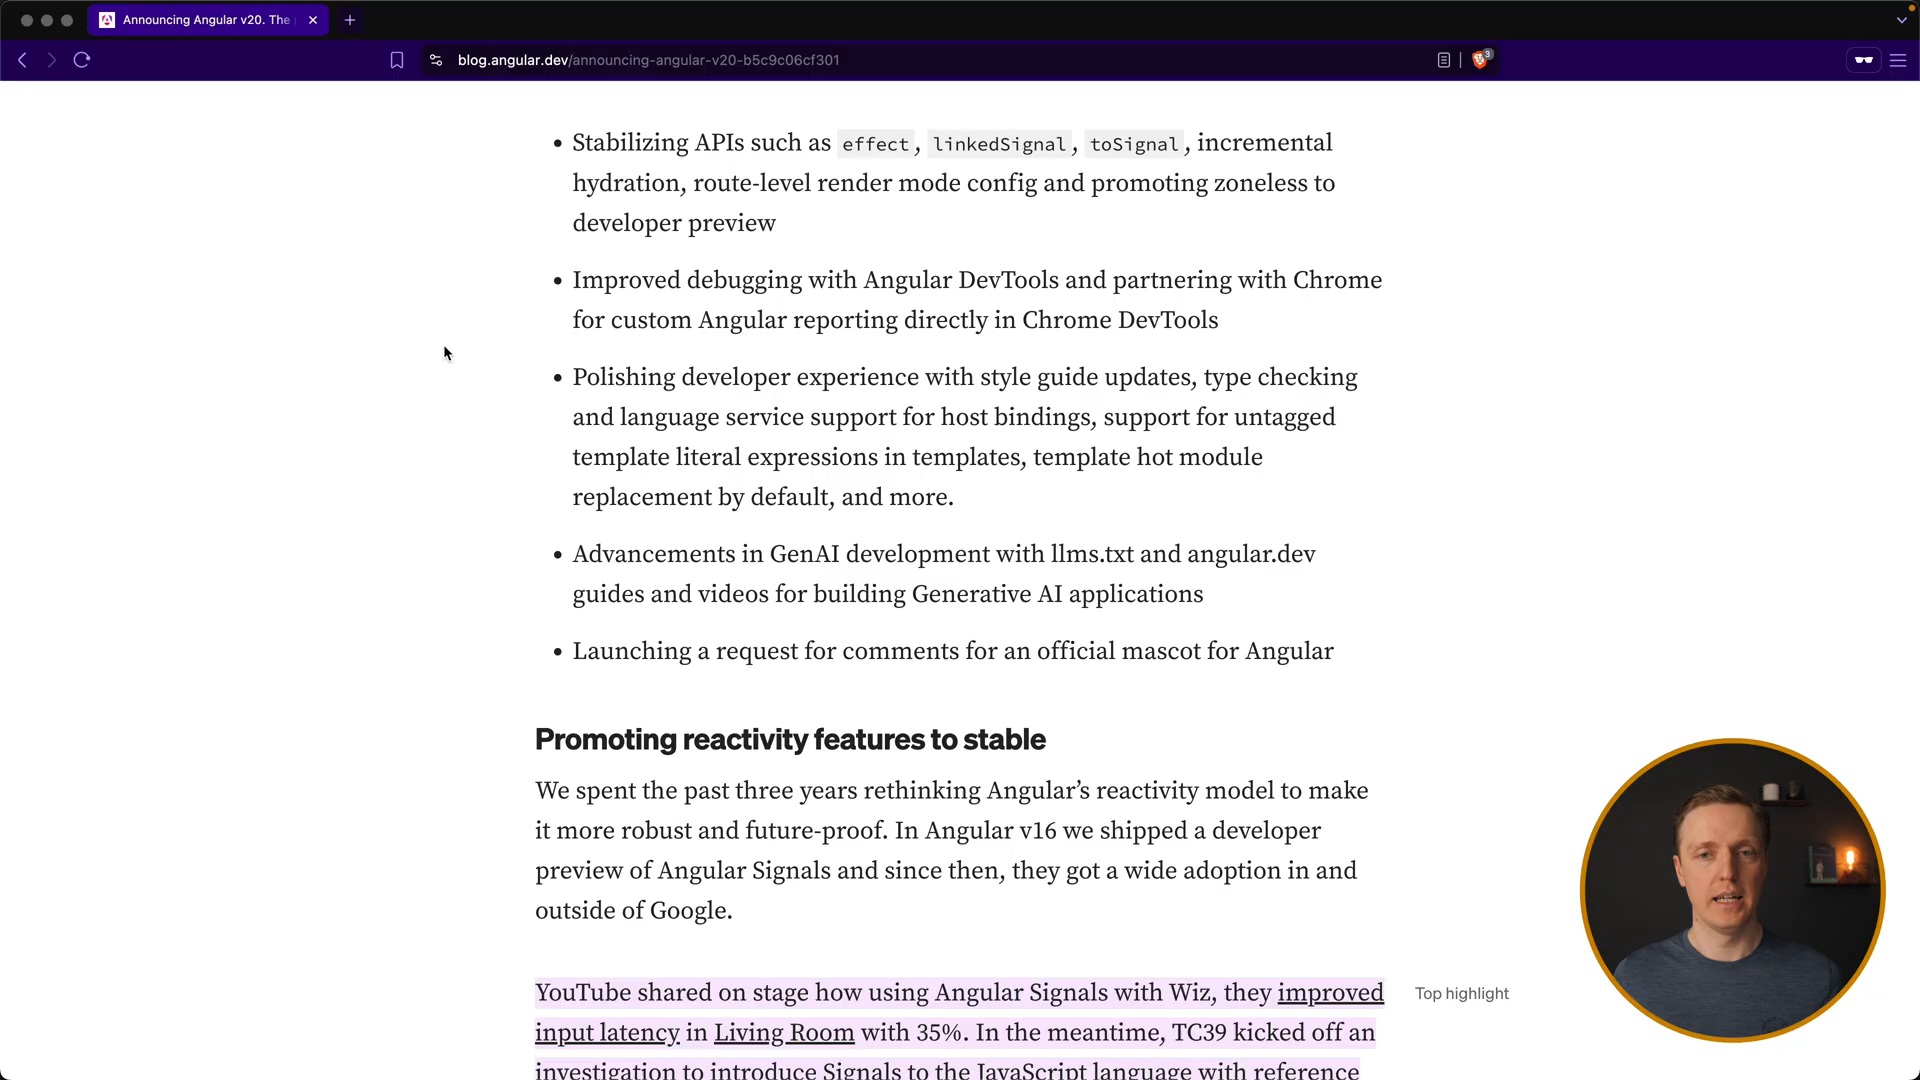 Announcing Angular v20. The
blog.angular.dev/announcing-angular-v20-b5c9c06cf301
3
• Stabilizing APIs such as effect, linkedSignal, toSignal, incremental
hydration, route-level render mode config and promoting zoneless to
developer preview
• Improved debugging with Angular DevTools and partnering with Chrome
for custom Angular reporting directly in Chrome DevTools
• Polishing developer experience with style guide updates, type checking
and language service support for host bindings, support for untagged
template literal expressions in templates, template hot module
replacement by default, and more.
• Advancements in GenAI development with llms.txt and angular.dev
guides and videos for building Generative AI applications
• Launching a request for comments for an official mascot for Angular
Promoting reactivity features to stable
We spent the past three years rethinking Angular’s reactivity model to make
it more robust and future-proof. In Angular v16 we shipped a developer
preview of Angular Signals and since then, they got a wide adoption in and
outside of Google.
YouTube shared on stage how using Angular Signals with Wiz, they improved
Top highlight
input latency in Living Room with 35%. In the meantime, TC39 kicked off an
investigation to introduce Signals to the JavaScript language with reference